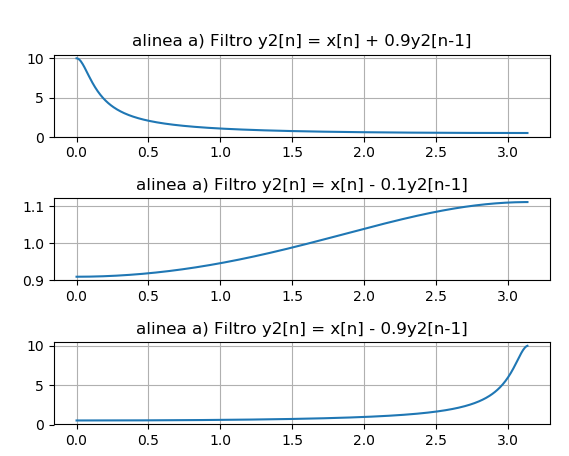 alinea a) Filtro y2[n] = x[n] + 0.9y2[n-1]
10
5
0
0.0 0.5 1.0 1.5 2.0 2.5 3.0
alinea a) Filtro y2[n] = x[n] - 0.1y2[n-1]
1.1
1.0
0.9
0.0 0.5 1.0 1.5 2.0 2.5 3.0
alinea a) Filtro y2[n] = x[n] - 0.9y2[n-1]
10
5
0
0.0 0.5 1.0 1.5 2.0 2.5 3.0